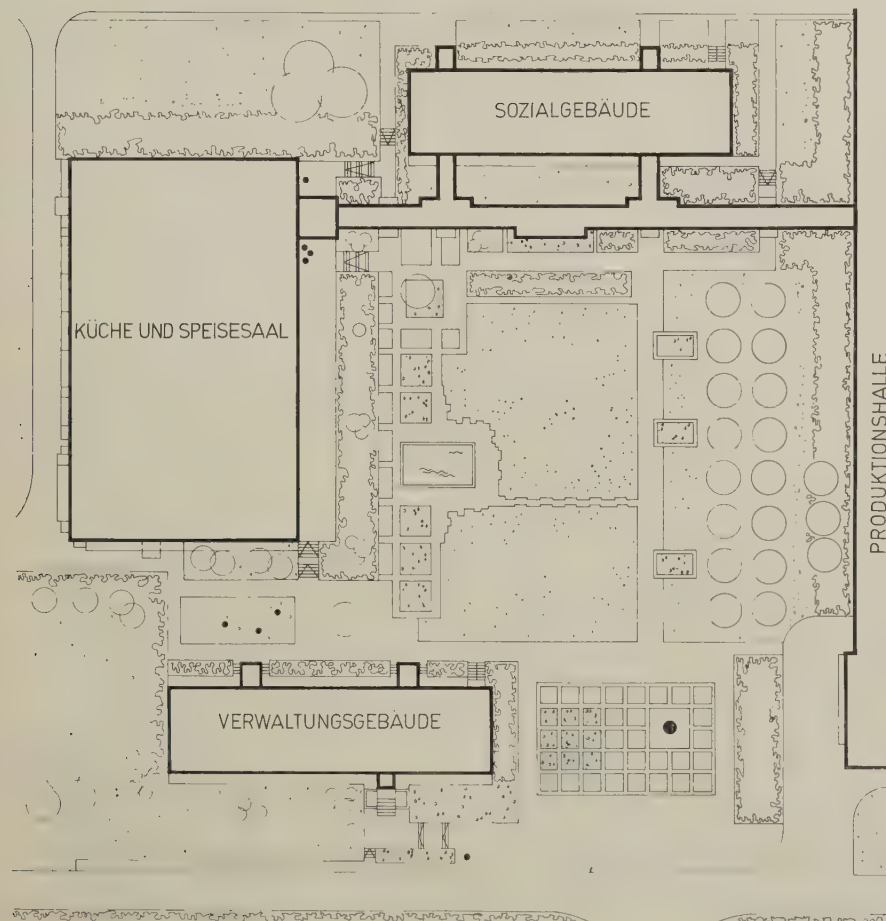 SOZIALGEBÄUDE
KÜCHE UND SPEISESAAL
PRODUKTIONSHALLE
VERWALTUNGSGEBÄUDE